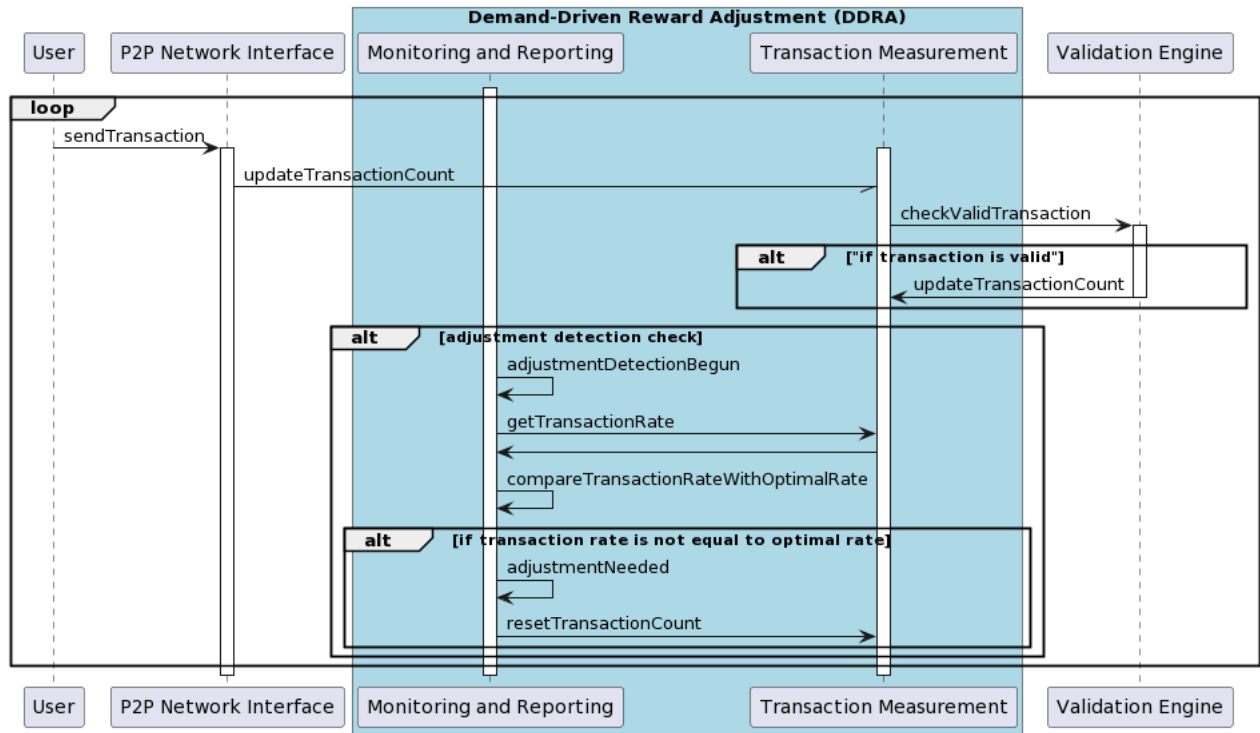 Demand-Driven Reward Adjustment (DDRA)
User
P2P Network Interface
Monitoring and Reporting
Transaction Measurement
Validation Engine
loop
sendTransaction
updateTransactionCount
checkValidTransaction
alt ["if transaction is valid"]
updateTransactionCount
alt [adjustment detection check]
adjustmentDetectionBegun
getTransactionRate
compareTransactionRateWithOptimalRate
alt [if transaction rate is not equal to optimal rate]
adjustmentNeeded
resetTransactionCount
User
P2P Network Interface
Monitoring and Reporting
Transaction Measurement
Validation Engine